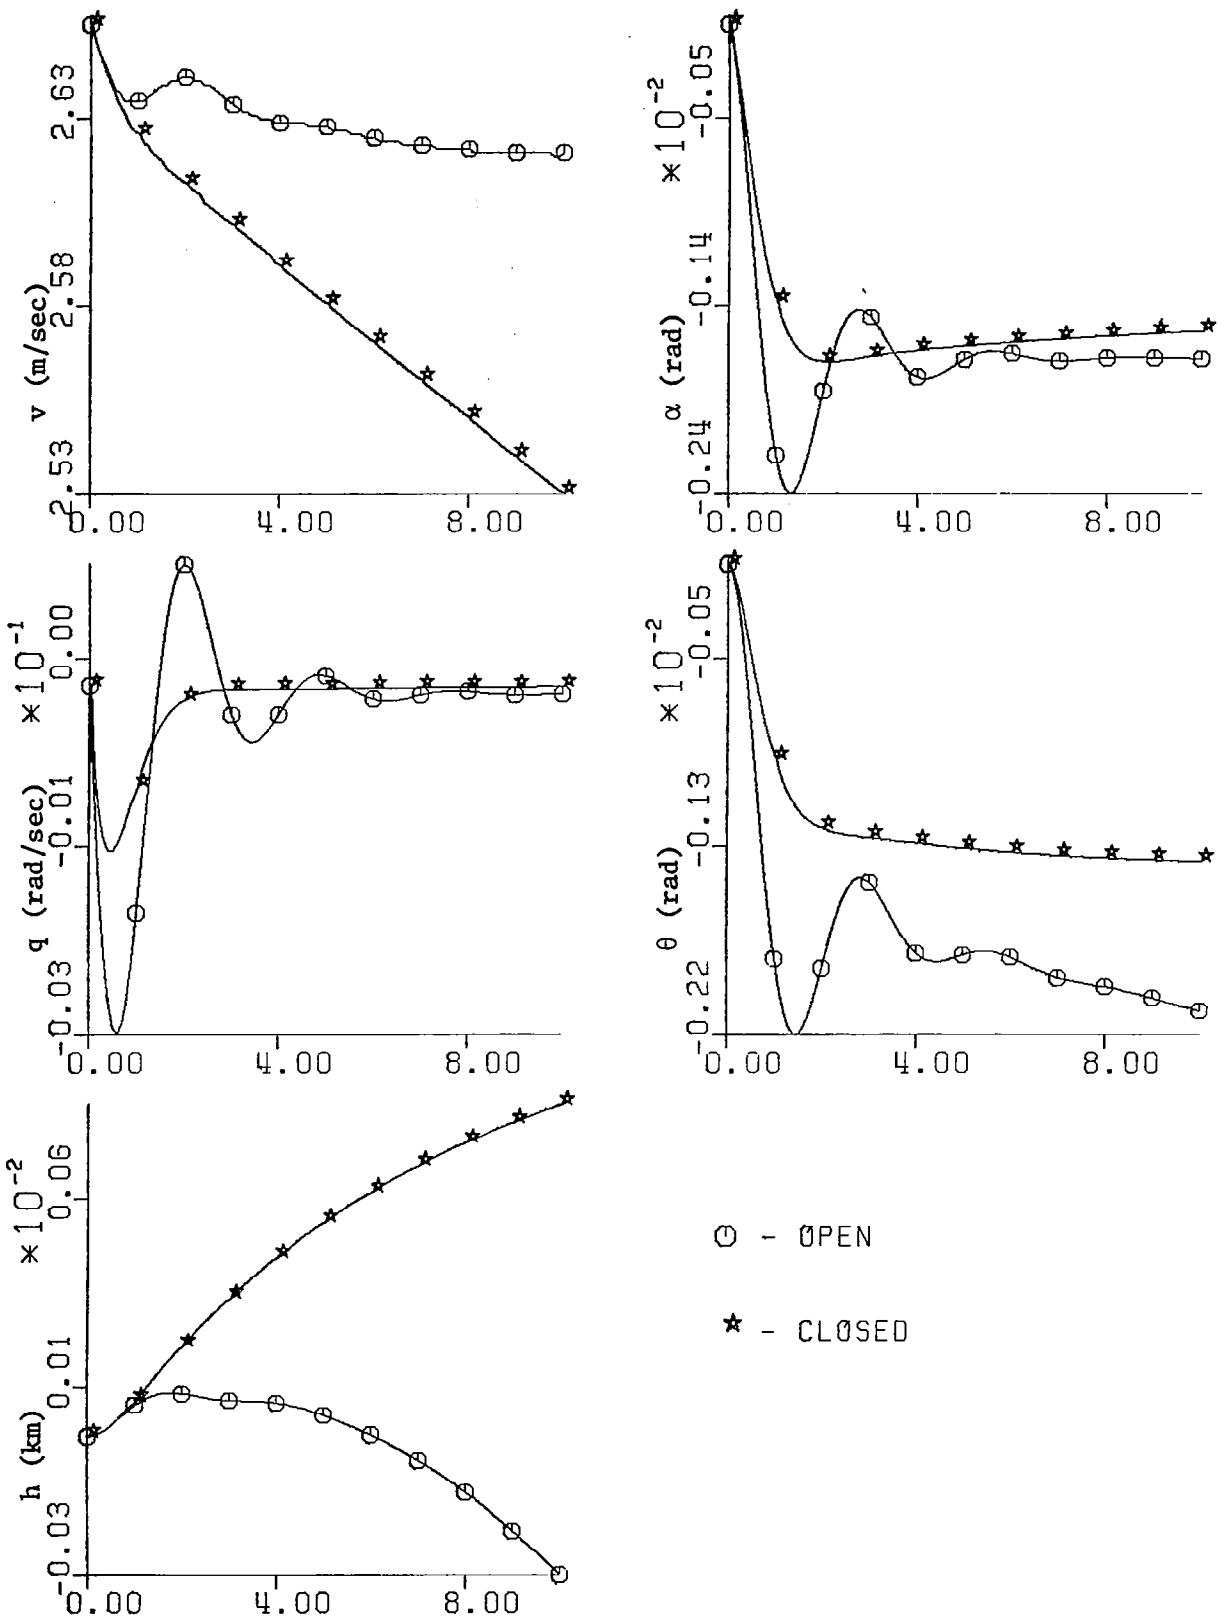 v (m/sec)
2.63
2.58
2.53
0.00 4.00 8.00
α (rad)
*10⁻²
-0.05
-0.14
-0.24
0.00 4.00 8.00
q (rad/sec)
*10⁻¹
0.00
-0.01
-0.03
0.00 4.00 8.00
θ (rad)
*10⁻²
-0.05
-0.13
-0.22
0.00 4.00 8.00
h (km)
*10⁻²
0.06
0.01
-0.03
0.00 4.00 8.00
- OPEN
- CLOSED